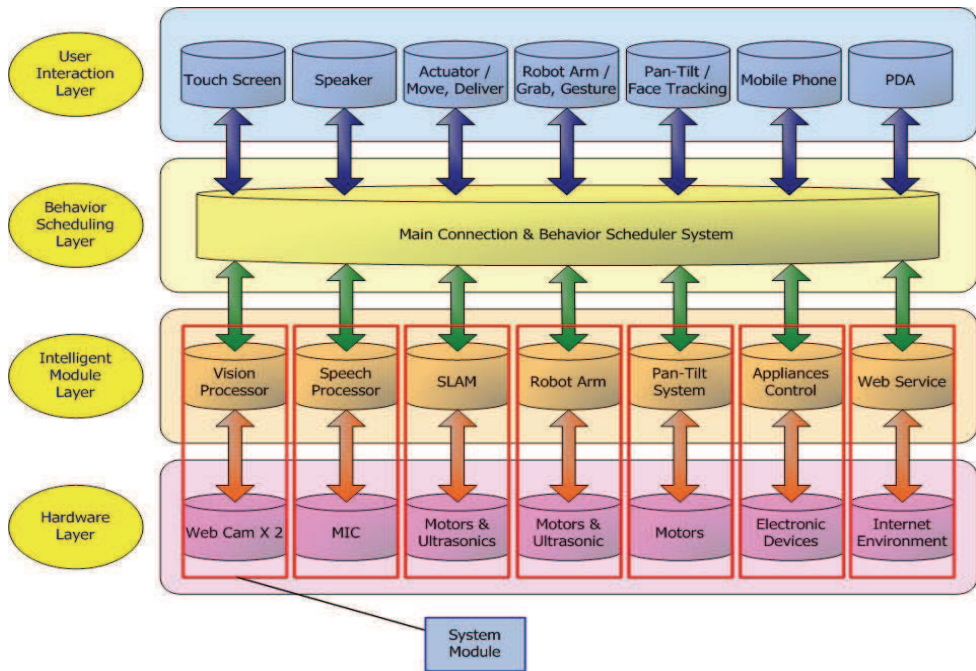 User
Interaction
Layer
Touch Screen
Speaker
Actuator /
Move, Deliver
Robot Arm /
Grab, Gesture
Pan-Tilt /
Face Tracking
Mobile Phone
PDA
Behavior
Scheduling
Layer
Main Connection & Behavior Scheduler System
Intelligent
Module
Layer
Vision
Processor
Speech
Processor
SLAM
Robot Arm
Pan-Tilt
System
Appliances
Control
Web Service
Hardware
Layer
Web Cam X 2
MIC
Motors &
Ultrasonics
Motors &
Ultrasonic
Motors
Electronic
Devices
Internet
Environment
System
Module